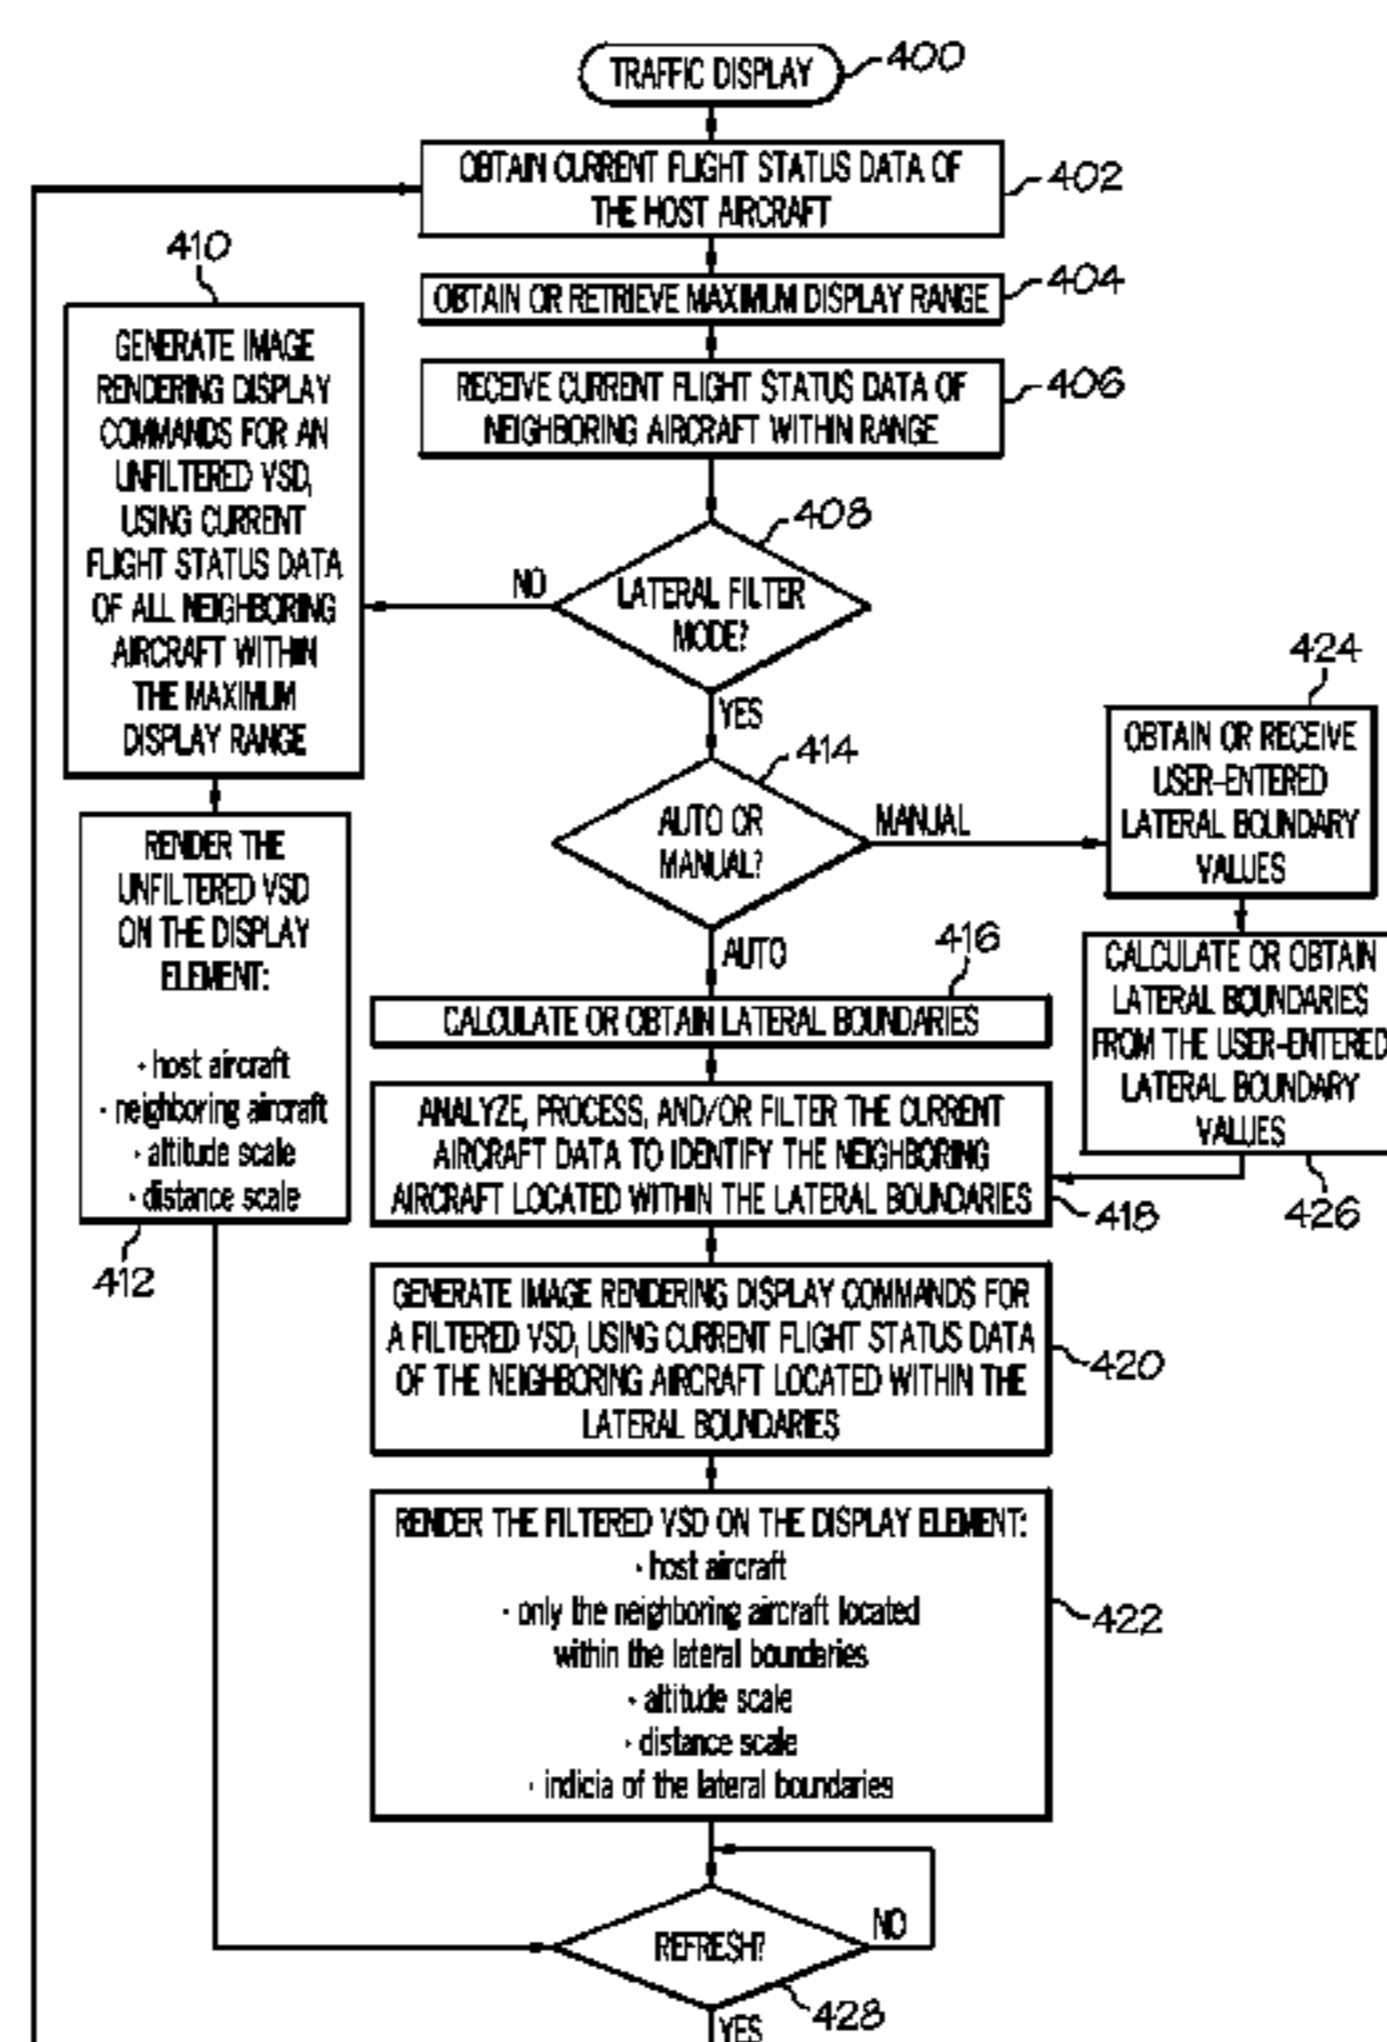 TRAFFIC DISPLAY
400
OBTAIN CURRENT FLIGHT STATUS DATA OF
THE HOST AIRCRAFT
402
OBTAIN OR RETRIEVE MAXIMUM DISPLAY RANGE
404
RECEIVE CURRENT FLIGHT STATUS DATA OF
NEIGHBORING AIRCRAFT WITHIN RANGE
406
LATERAL FILTER
MODE?
408
NO
YES
410
GENERATE IMAGE
RENDERING DISPLAY
COMMANDS FOR AN
UNFILTERED VSD,
USING CURRENT
FLIGHT STATUS DATA
OF ALL NEIGHBORING
AIRCRAFT WITHIN
THE MAXIMUM
DISPLAY RANGE
RENDER THE
UNFILTERED VSD
ON THE DISPLAY
ELEMENT:
· host aircraft
· neighboring aircraft
· altitude scale
· distance scale
412
AUTO OR
MANUAL?
414
MANUAL
AUTO
424
OBTAIN OR RECEIVE
USER-ENTERED
LATERAL BOUNDARY
VALUES
CALCULATE OR OBTAIN
LATERAL BOUNDARIES
FROM THE USER-ENTERED
LATERAL BOUNDARY
VALUES
426
416
CALCULATE OR OBTAIN LATERAL BOUNDARIES
ANALYZE, PROCESS, AND/OR FILTER THE CURRENT
AIRCRAFT DATA TO IDENTIFY THE NEIGHBORING
AIRCRAFT LOCATED WITHIN THE LATERAL BOUNDARIES
418
GENERATE IMAGE RENDERING DISPLAY COMMANDS FOR
A FILTERED VSD, USING CURRENT FLIGHT STATUS DATA
OF THE NEIGHBORING AIRCRAFT LOCATED WITHIN THE
LATERAL BOUNDARIES
420
RENDER THE FILTERED VSD ON THE DISPLAY ELEMENT:
· host aircraft
· only the neighboring aircraft located
within the lateral boundaries
· altitude scale
· distance scale
· indicia of the lateral boundaries
422
REFRESH?
NO
428
YES